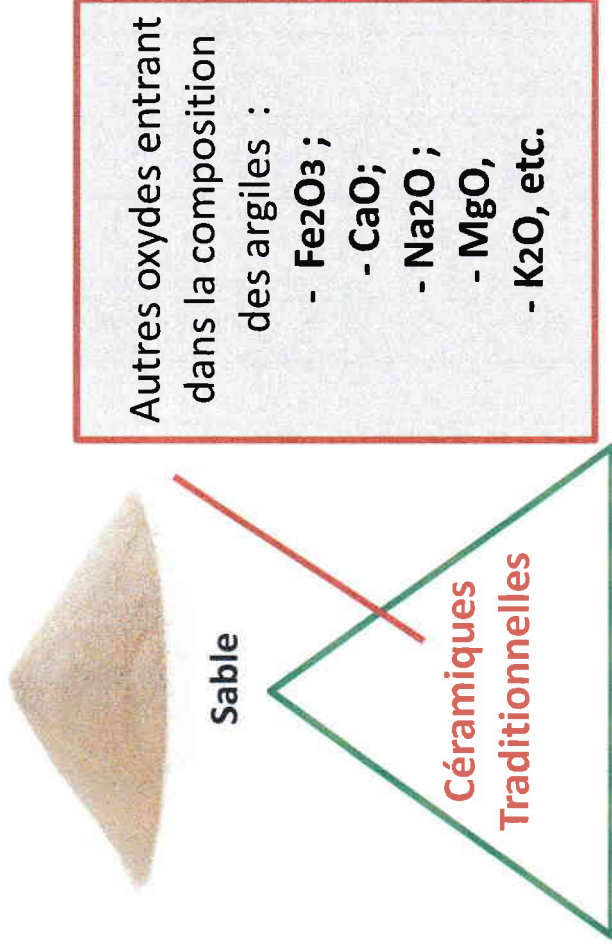 Autres oxydes entrant
dans la composition
des argiles :
- Fe2O3 ;
- CaO;
- Na2O ;
- MgO,
- K2O, etc.
Sable
Céramiques
Traditionnelles